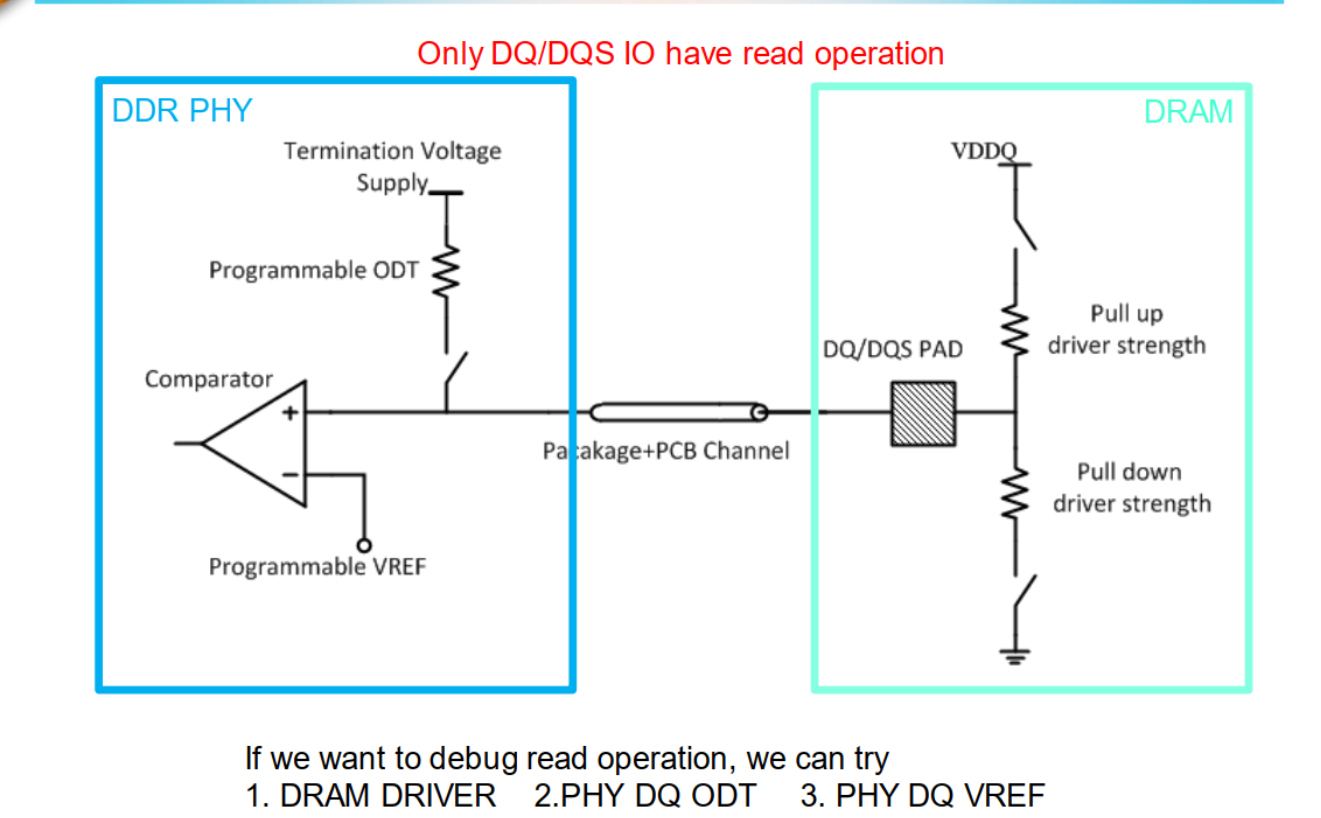 Only DQ/DQS IO have read operation
DDR PHY
DRAM
Termination Voltage
Supply
VDDQ
Programmable ODT
Pull up
driver strength
DQ/DQS PAD
Comparator
+
−
Pacakage+PCB Channel
Pull down
driver strength
Programmable VREF
If we want to debug read operation, we can try
1. DRAM DRIVER 2.PHY DQ ODT 3. PHY DQ VREF